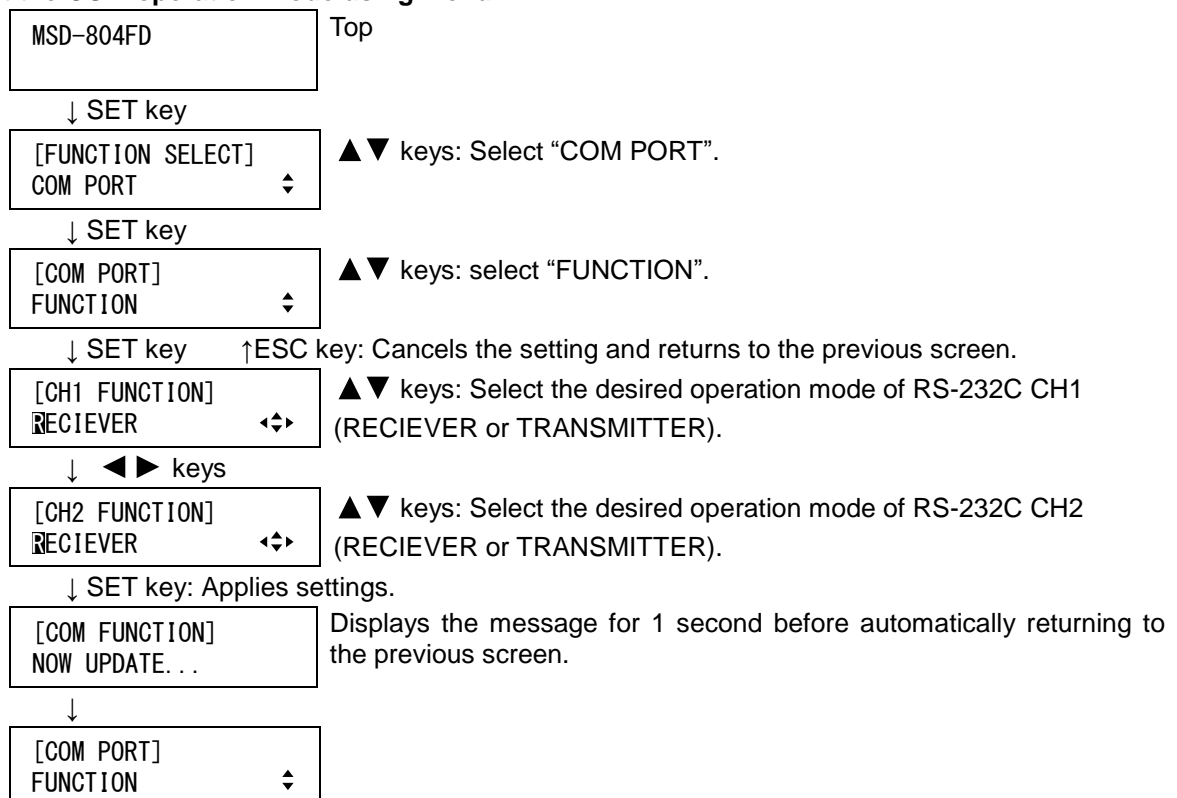 MSD-804FD
Top
↓ SET key
[FUNCTION SELECT]
COM PORT
▲▼ keys: Select “COM PORT”.
↓ SET key
[COM PORT]
FUNCTION
▲▼ keys: select “FUNCTION”.
↓ SET key ↑ESC key: Cancels the setting and returns to the previous screen.
[CH1 FUNCTION]
RECIEVER
▲▼ keys: Select the desired operation mode of RS-232C CH1
(RECIEVER or TRANSMITTER).
↓ ◀▶ keys
[CH2 FUNCTION]
RECIEVER
▲▼ keys: Select the desired operation mode of RS-232C CH2
(RECIEVER or TRANSMITTER).
↓ SET key: Applies settings.
[COM FUNCTION]
NOW UPDATE...
Displays the message for 1 second before automatically returning to
the previous screen.
↓
[COM PORT]
FUNCTION